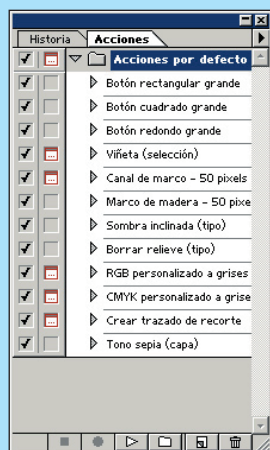 Historia Acciones
Acciones por defecto
Botón rectangular grande
Botón cuadrado grande
Botón redondo grande
Viñeta (selección)
Canal de marco - 50 pixels
Marco de madera - 50 pixe
Sombra inclinada (tipo)
Borrar relieve (tipo)
RGB personalizado a grises
CMYK personalizado a grise
Crear trazado de recorte
Tono sepia (capa)